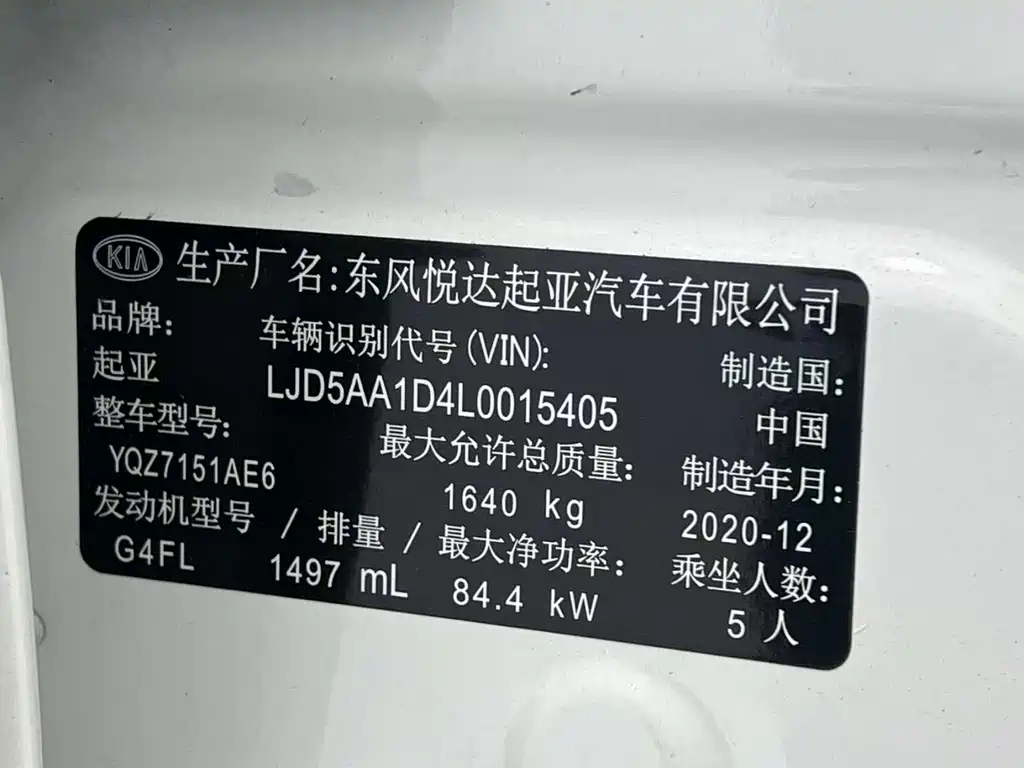 KIA 生产厂名:东风悦达起亚汽车有限公司
品牌: 车辆识别代号(VIN): 制造国:
起亚 LJD5AA1D4L0015405 中国
整车型号: 最大允许总质量: 制造年月:
YQZ7151AE6 1640 kg 2020-12
发动机型号 / 排量 / 最大净功率: 乘坐人数:
G4FL 1497 mL 84.4 kW 5 人